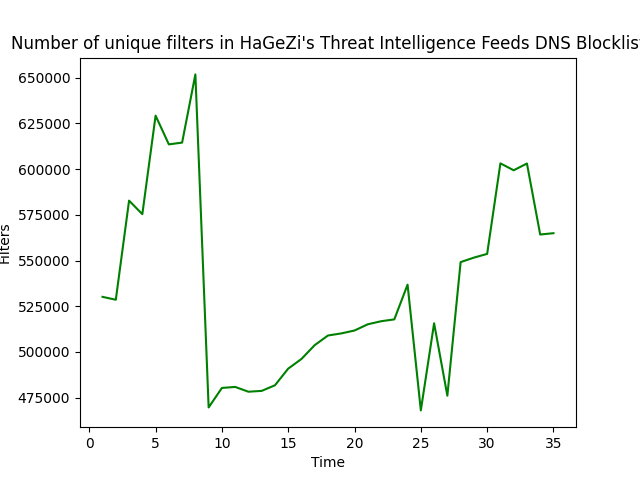 Number of unique filters in HaGeZi's Threat Intelligence Feeds DNS Blocklis
650000
625000
600000
575000
550000
525000
500000
475000
Filters
0 5 10 15 20 25 30 35
Time